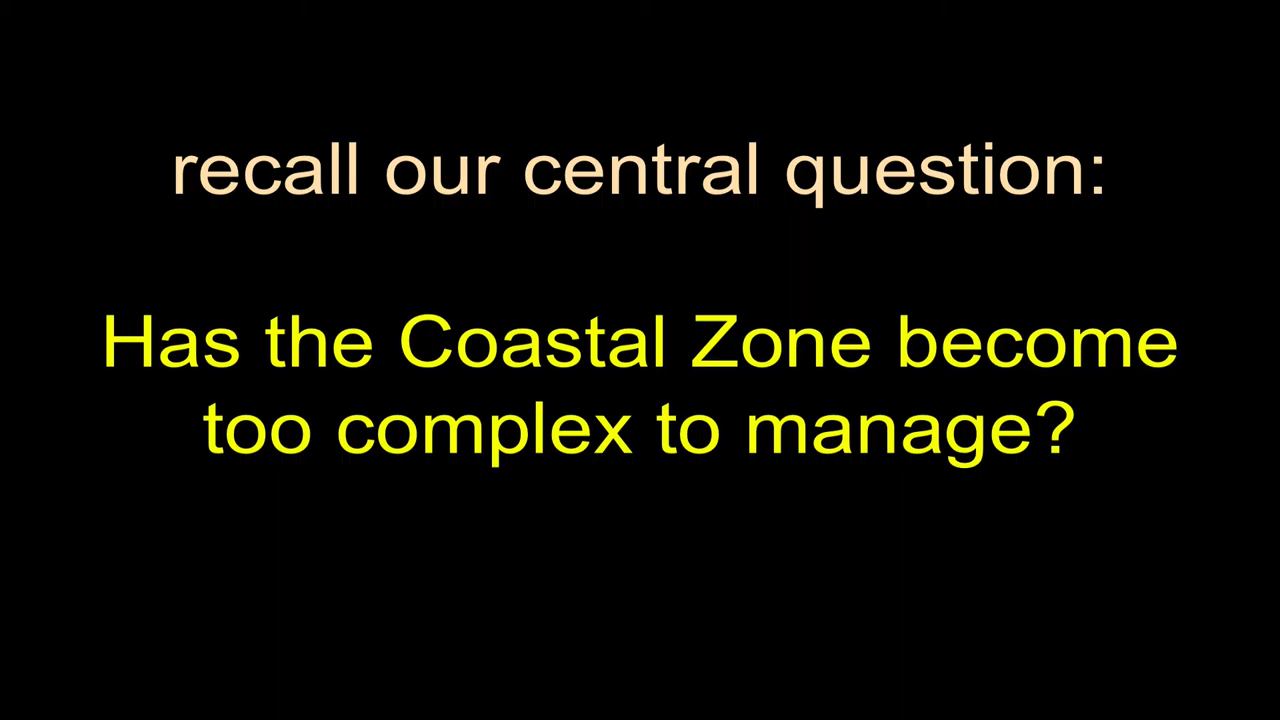 recall our central question:
Has the Coastal Zone become
too complex to manage?